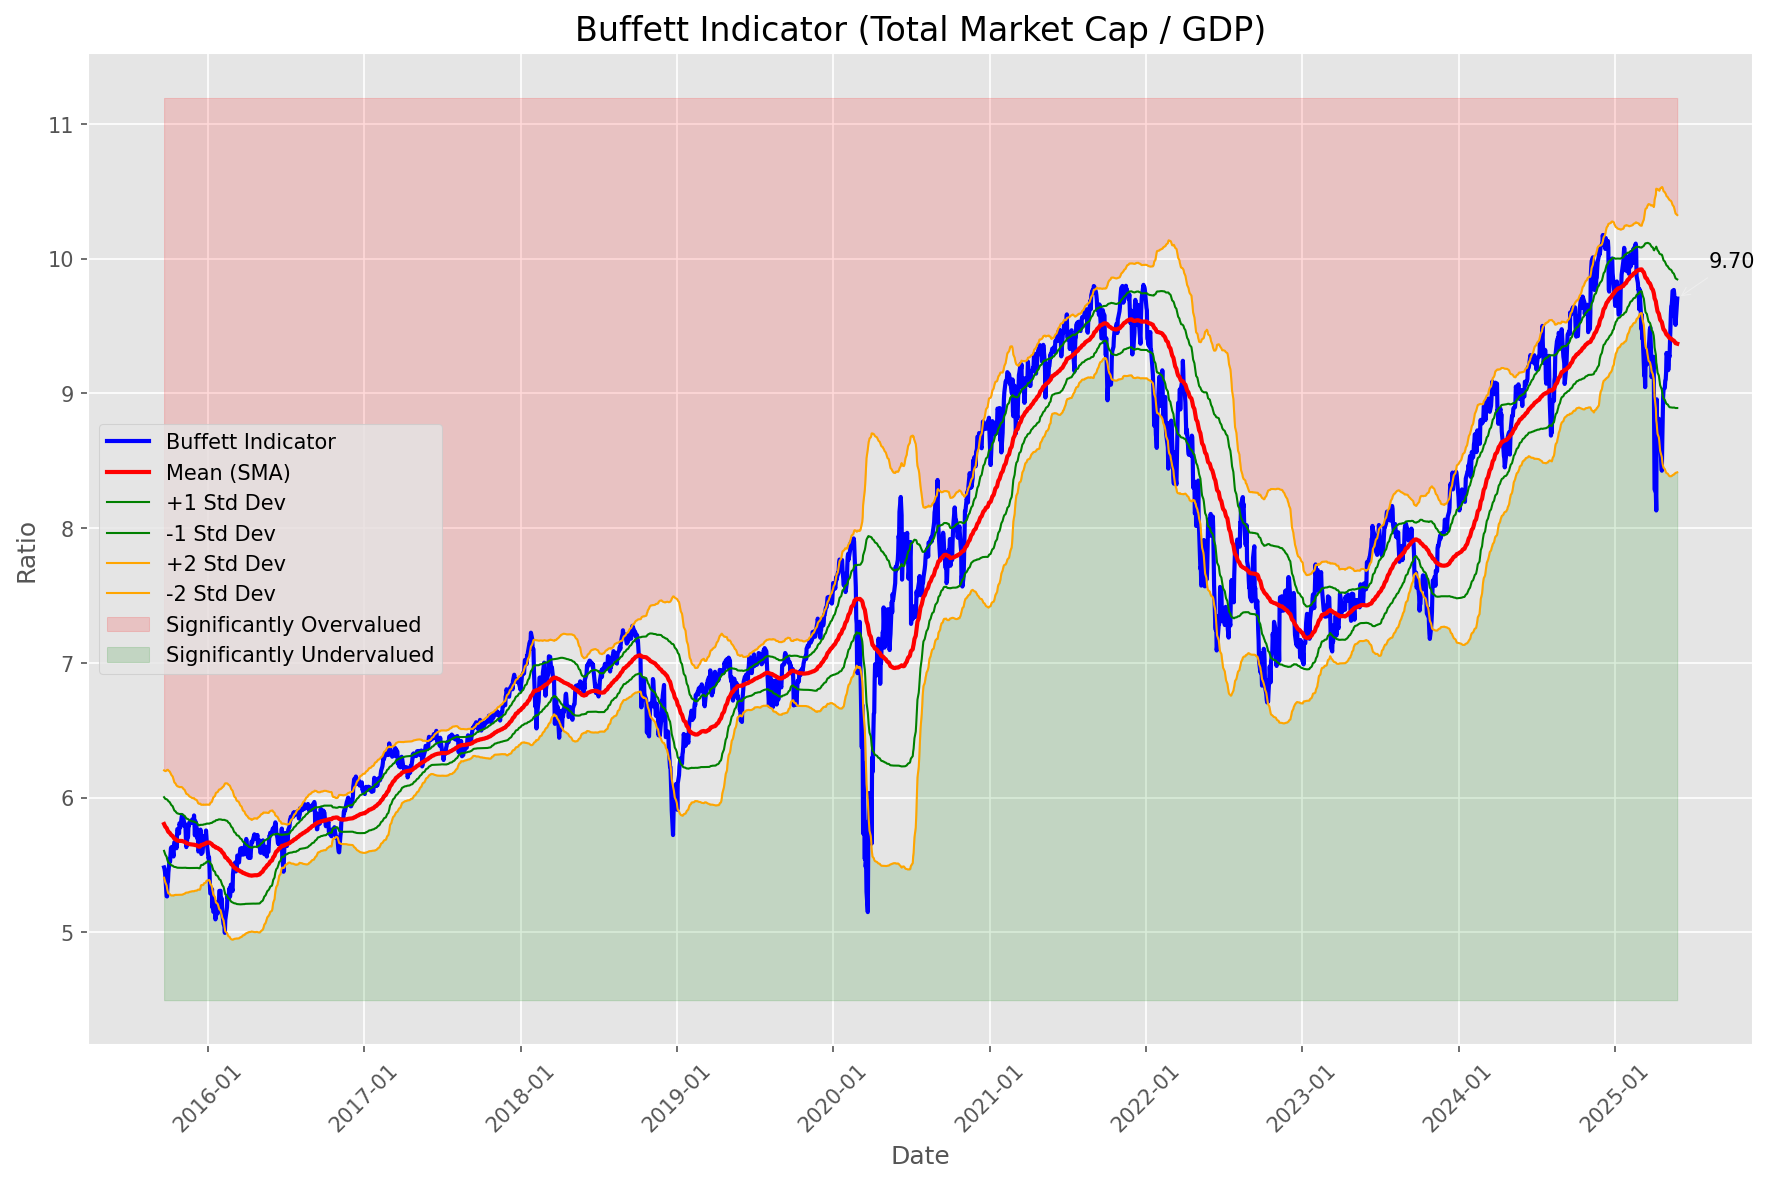 Buffett Indicator (Total Market Cap / GDP)
11
10
9
8
7
6
5
Ratio
9.70
Buffett Indicator
Mean (SMA)
+1 Std Dev
-1 Std Dev
+2 Std Dev
-2 Std Dev
Significantly Overvalued
Significantly Undervalued
2016-01
2017-01
2018-01
2019-01
2020-01
2021-01
2022-01
2023-01
2024-01
2025-01
Date